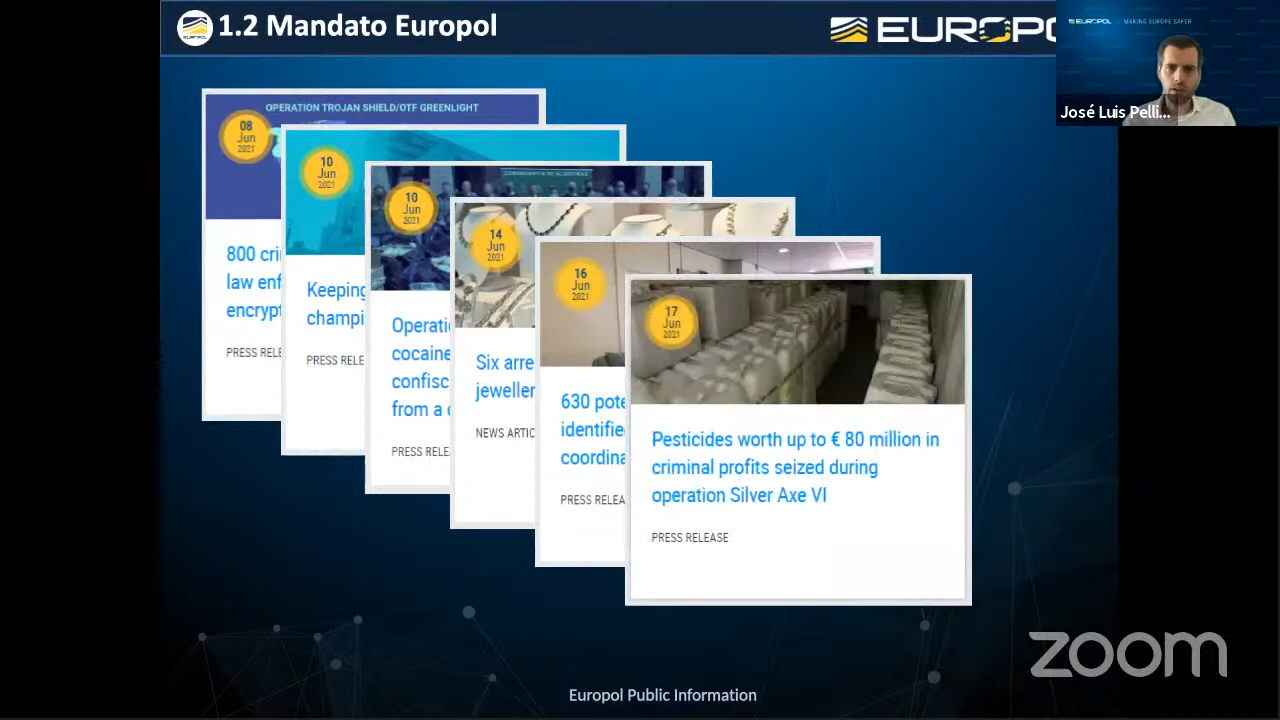 1.2 Mandato Europol
EUROPO
EUROPOL
MAKING EUROPE SAFER
José Luis Pelli...
OPERATION TROJAN SHIELD/OTF GREENLIGHT
08
Jun
2021
800 cri
law enf
encrypt
PRESS RELE
10
Jun
2021
Keeping
champi
PRESS RELE
10
Jun
2021
Operati
cocaine
confisc
from a
PRESS RELEA
14
Jun
2021
Six arre
jeweller
NEWS ARTIC
16
Jun
2021
630 pote
identifie
coordina
PRESS RELEA
17
Jun
2021
Pesticides worth up to € 80 million in
criminal profits seized during
operation Silver Axe VI
PRESS RELEASE
zoom
Europol Public Information